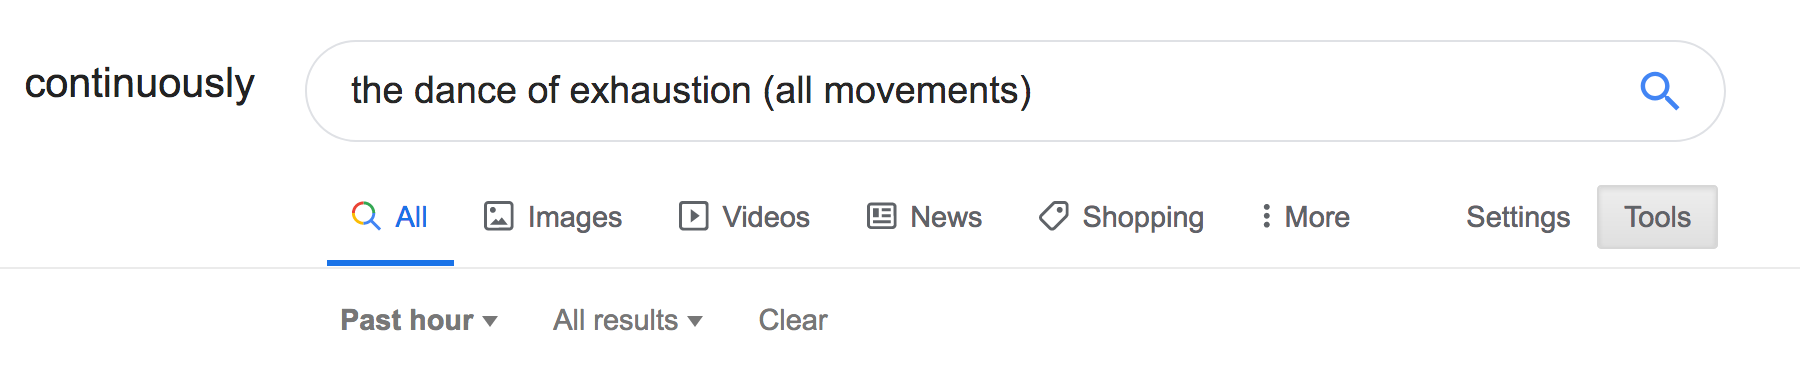 continuously the dance of exhaustion (all movements)
All Images Videos News Shopping More Settings Tools
Past hour All results Clear